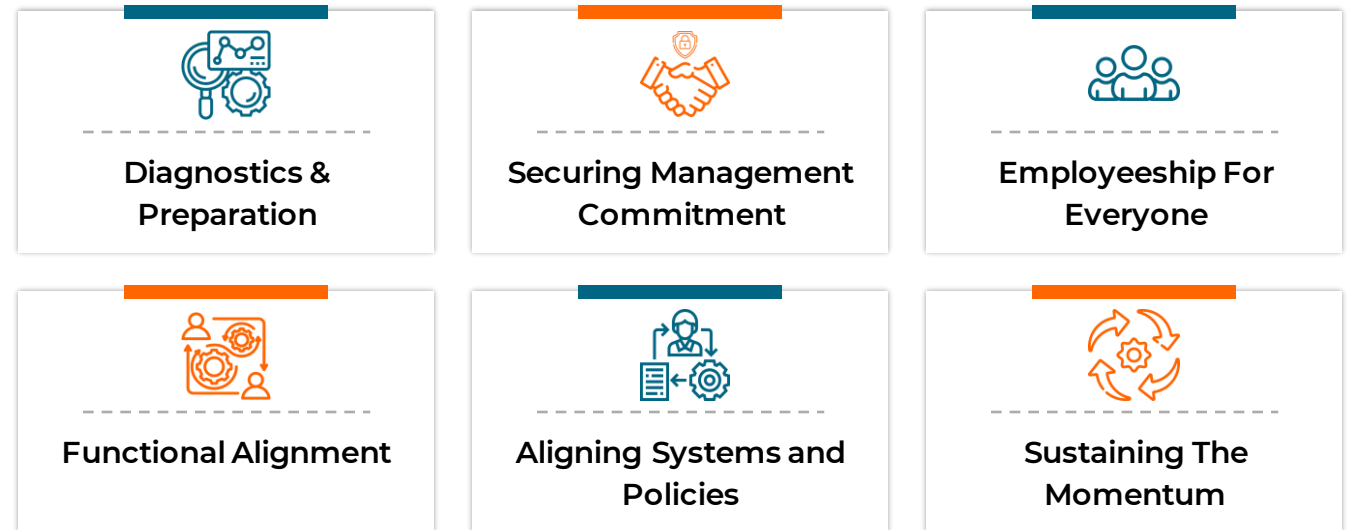 Diagnostics &
Preparation
Securing Management
Commitment
Employeeship For
Everyone
Functional Alignment
Aligning Systems and
Policies
Sustaining The
Momentum